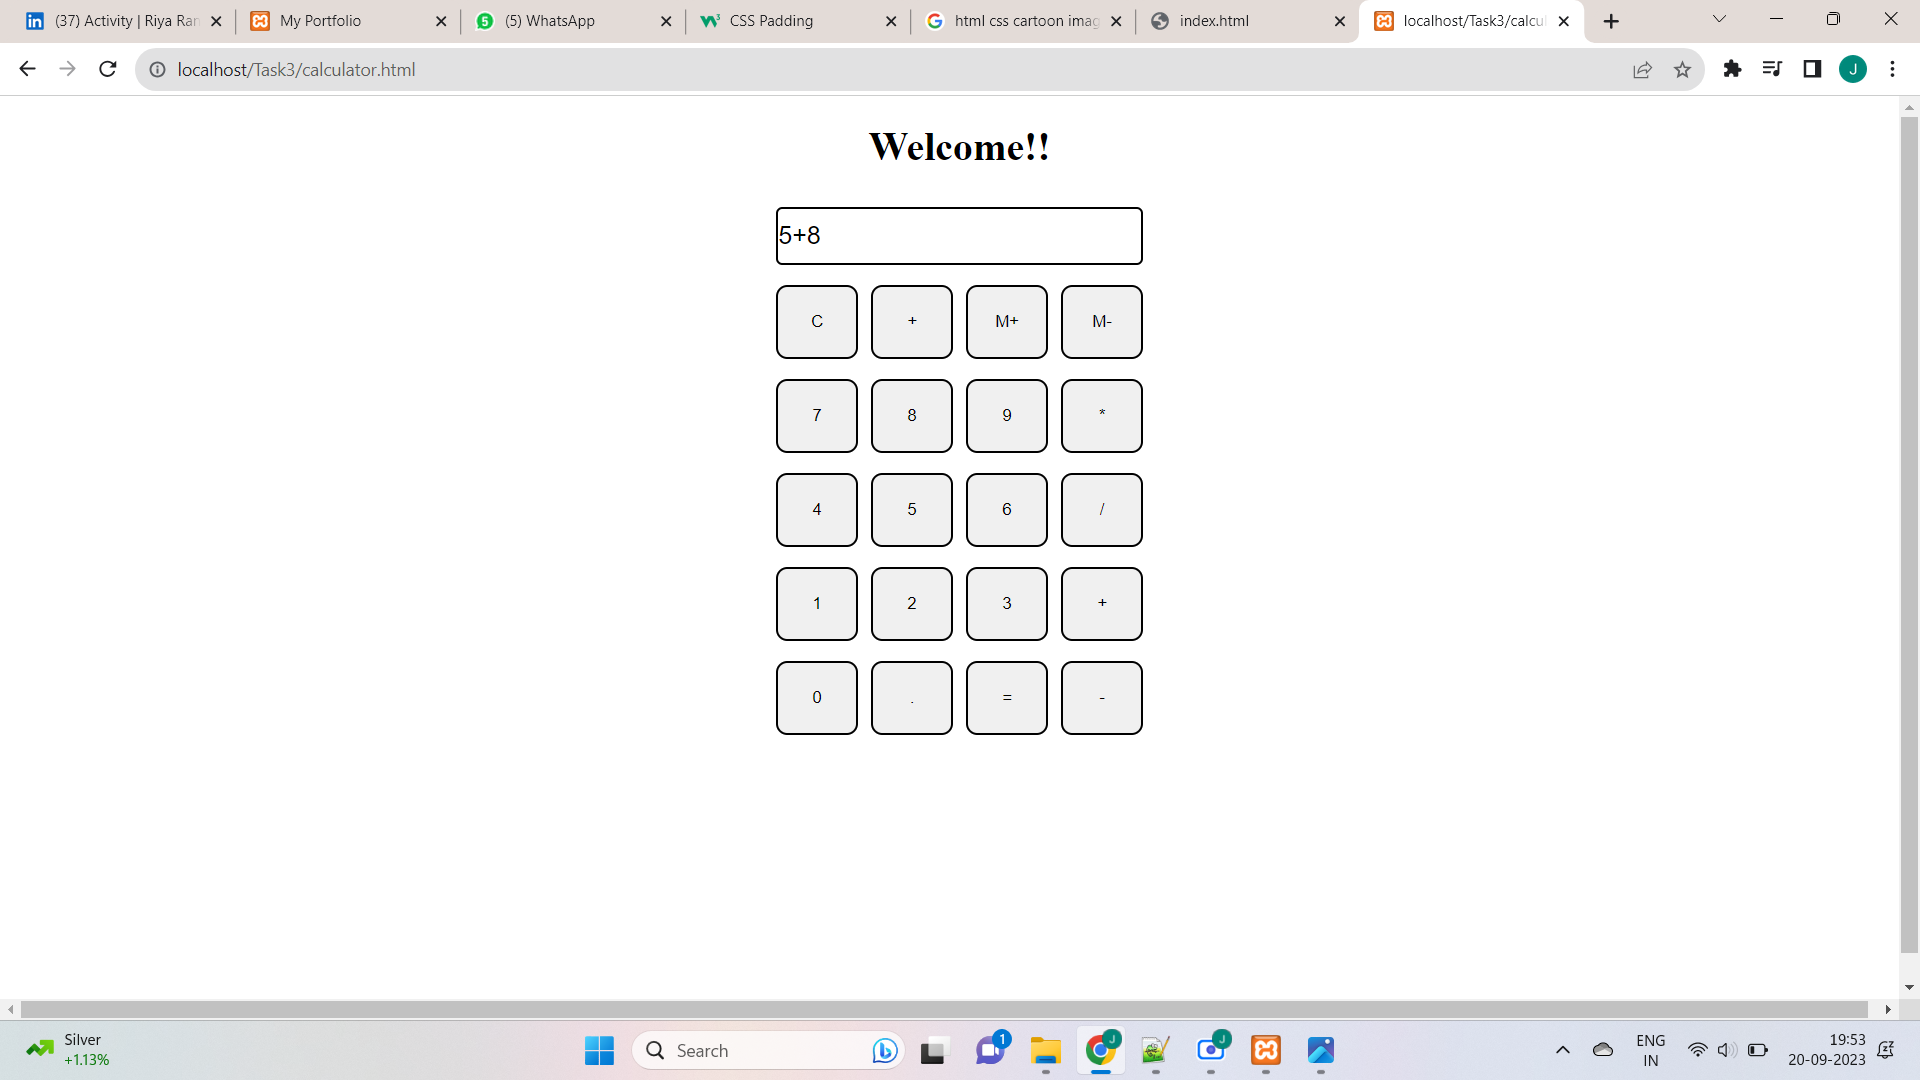 (37) Activity | Riya Ran
My Portfolio
(5) WhatsApp
CSS Padding
html css cartoon imag
index.html
localhost/Task3/calcul
localhost/Task3/calculator.html
J
Welcome!!
5+8
C + M+ M-
7 8 9 *
4 5 6 /
1 2 3 +
0 . = -
Silver
+1.13%
Search
1
J
J
ENG
IN
19:53
20-09-2023